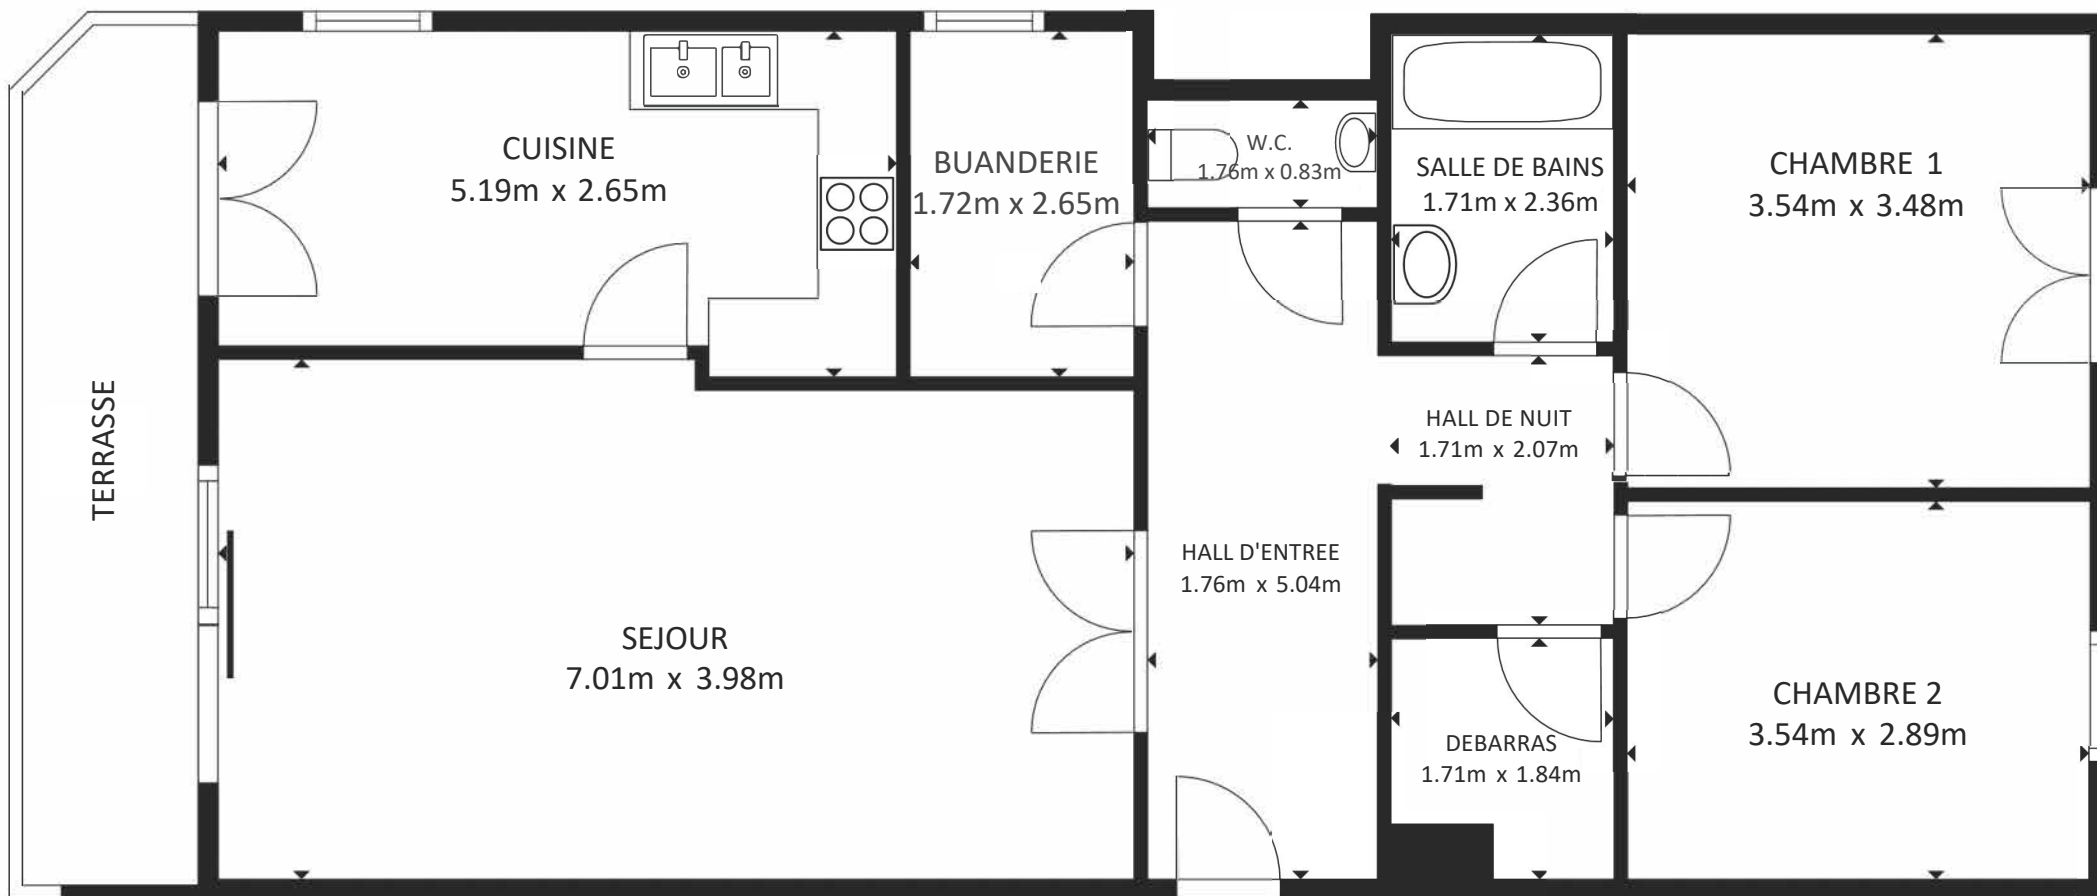 CUISINE
5.19m x 2.65m
BUANDERIE
1.72m x 2.65m
W.C.
1.76m x 0.83m
SALLE DE BAINS
1.71m x 2.36m
CHAMBRE 1
3.54m x 3.48m
TERRASSE
HALL DE NUIT
1.71m x 2.07m
HALL D'ENTREE
1.76m x 5.04m
SEJOUR
7.01m x 3.98m
DEBARRAS
1.71m x 1.84m
CHAMBRE 2
3.54m x 2.89m